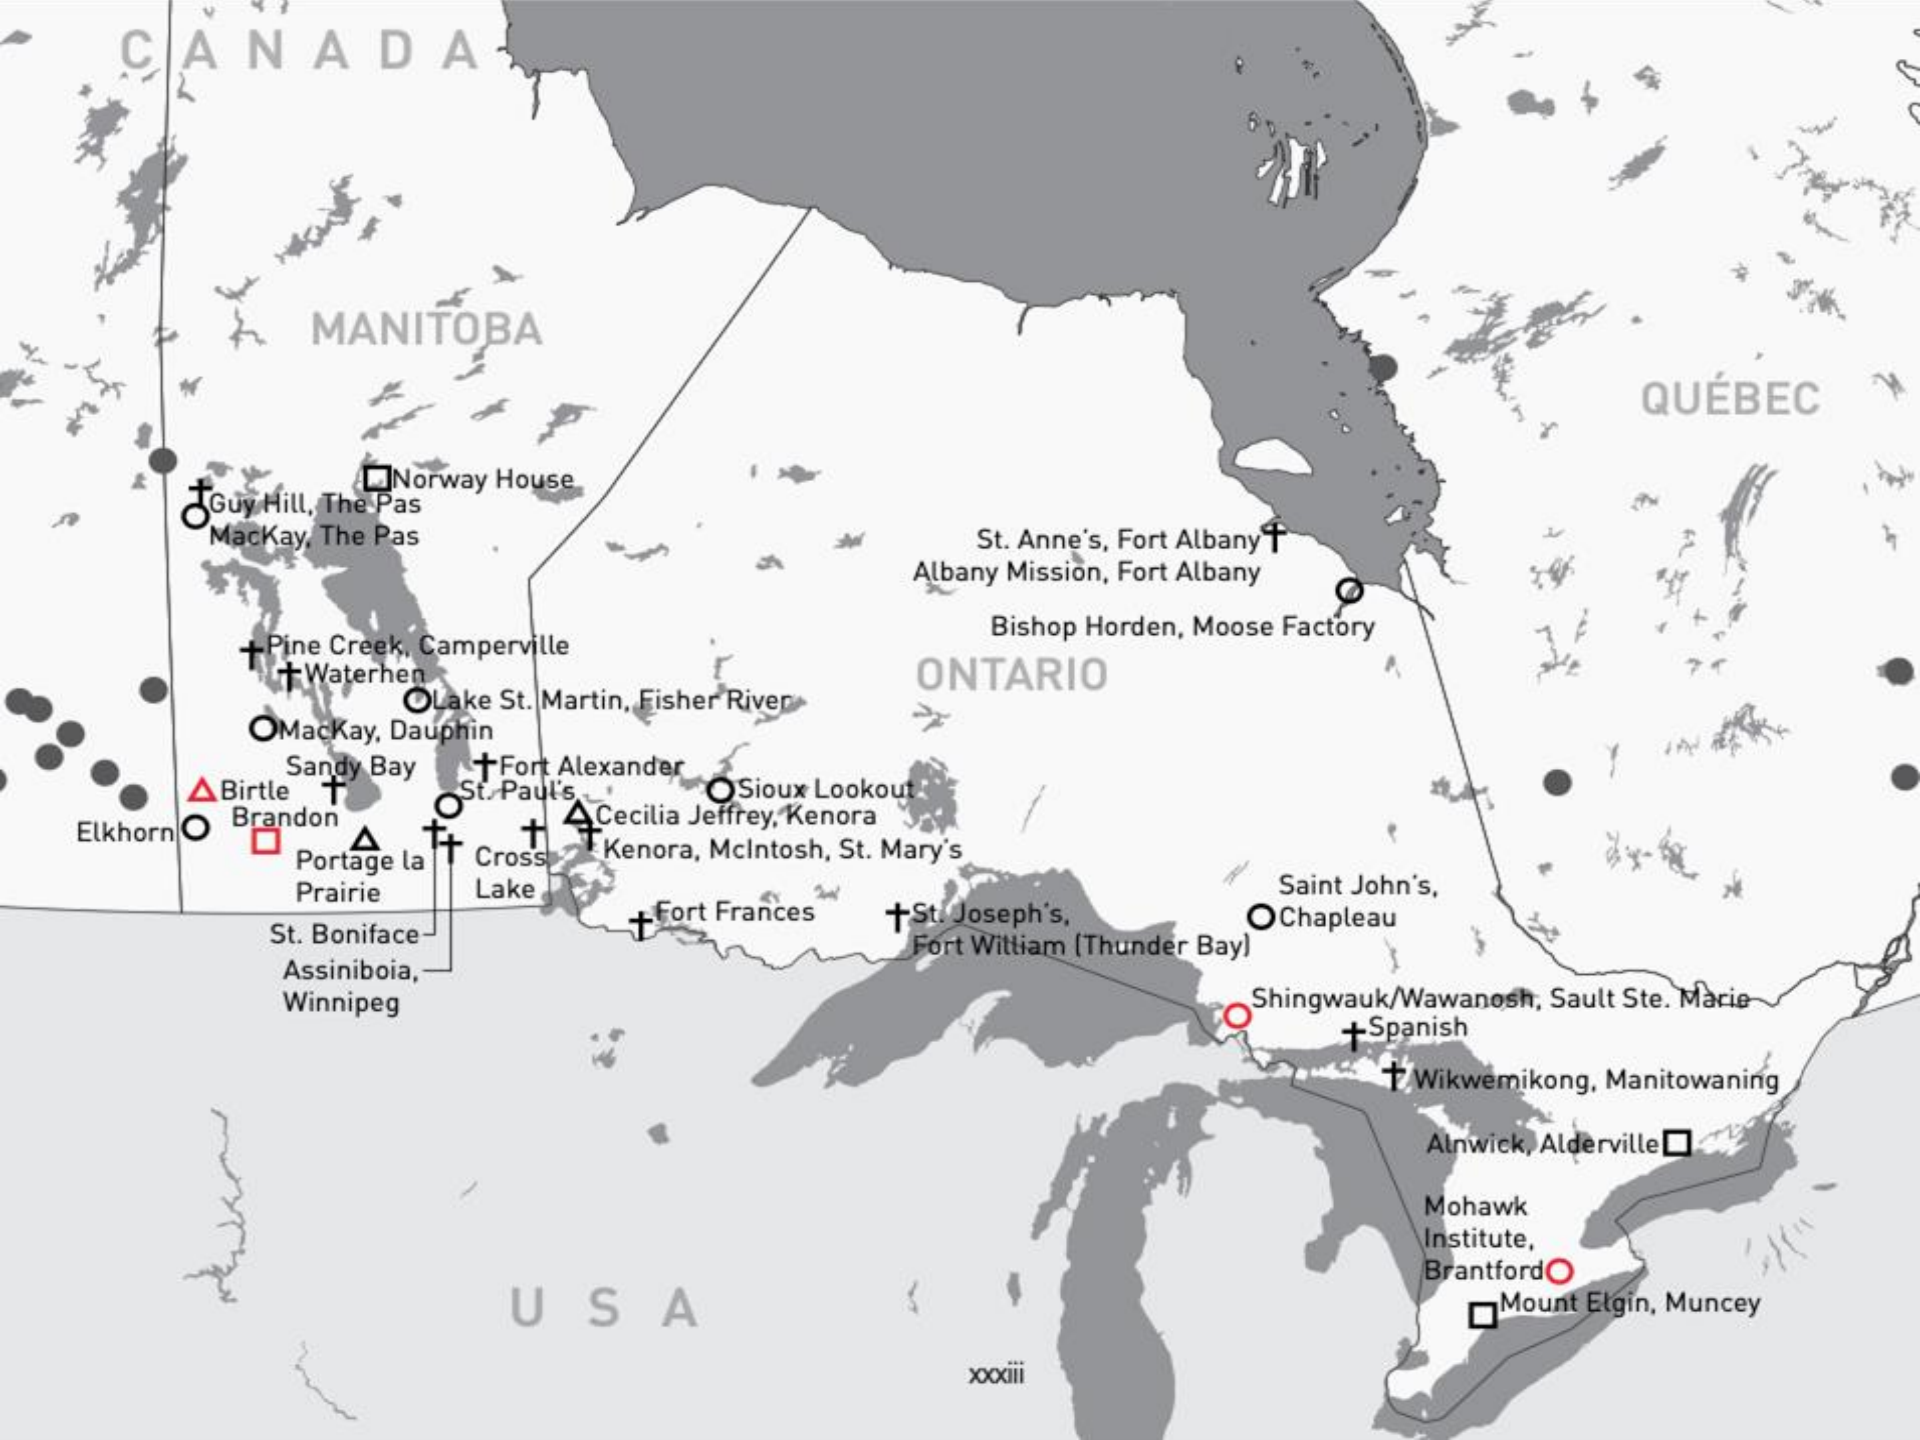 CANADA
MANITOBA
QUÉBEC
Norway House
Guy Hill, The Pas
MacKay, The Pas
St. Anne's, Fort Albany
Albany Mission, Fort Albany
Bishop Horden, Moose Factory
Pine Creek, Camperville
Waterhen
ONTARIO
Lake St. Martin, Fisher River
MacKay, Dauphin
Sandy Bay
Fort Alexander
Birtle
St. Paul's
Sioux Lookout
Brandon
Cecilia Jeffrey, Kenora
Elkhorn
Kenora, McIntosh, St. Mary's
Portage la
Prairie
Cross
Lake
Saint John's,
Chapleau
Fort Frances
St. Joseph's,
Fort William (Thunder Bay)
St. Boniface
Assiniboia,
Winnipeg
Shingwauk/Wawanosh, Sault Ste. Marie
Spanish
Wikwemikong, Manitowaning
Alnwick, Alderville
Mohawk
Institute,
Brantford
Mount Elgin, Muncey
USA
xxxiii